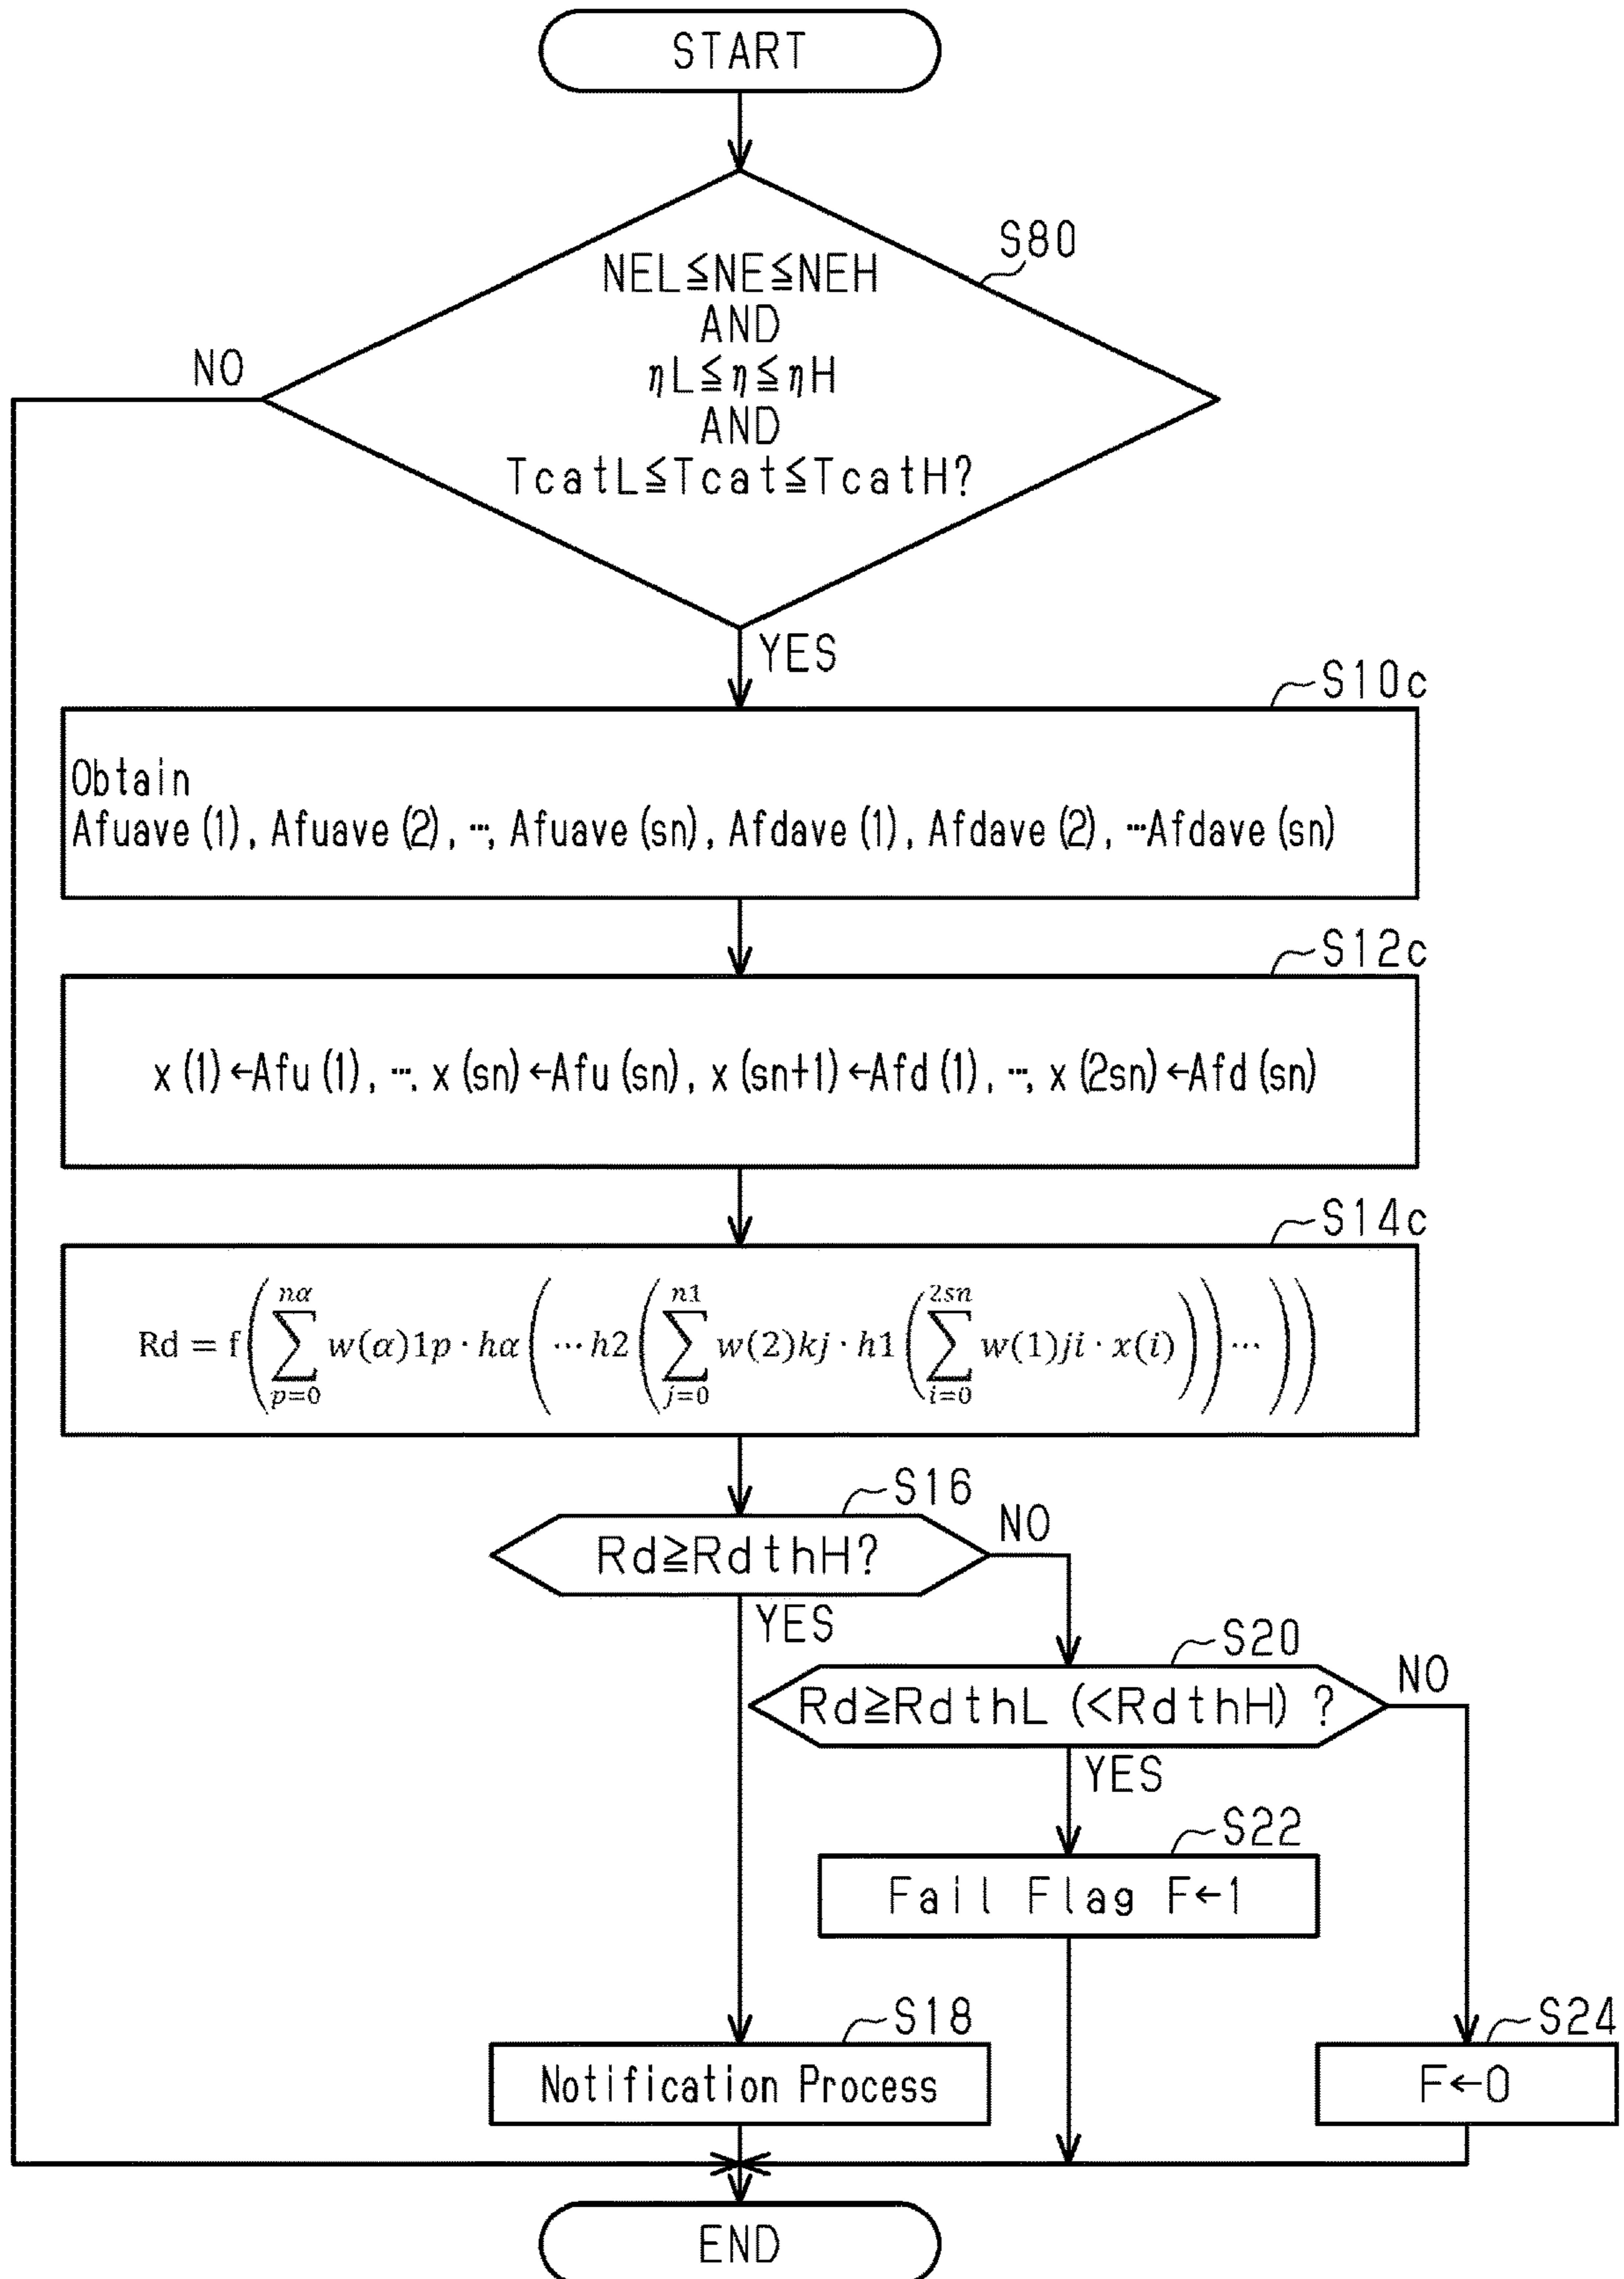 START
S80
NEL≦NE≦NEH
AND
ηL≦η≦ηH
AND
TcatL≦Tcat≦TcatH?
NO
YES
S10c
Obtain
Afuave(1), Afuave(2), …, Afuave(sn), Afdave(1), Afdave(2), …Afdave(sn)
S12c
x(1)←Afu(1), …, x(sn)←Afu(sn), x(sn+1)←Afd(1), …, x(2sn)←Afd(sn)
S14c
Rd = f(∑_{p=0}^{nα} w(α)1p · hα(⋯h2(∑_{j=0}^{n1} w(2)kj · h1(∑_{i=0}^{2sn} w(1)ji · x(i)))⋯))
S16
Rd≧RdthH?
NO
YES
S20
Rd≧RdthL (<RdthH) ?
NO
YES
S22
Fail Flag F←1
S18
Notification Process
S24
F←0
END